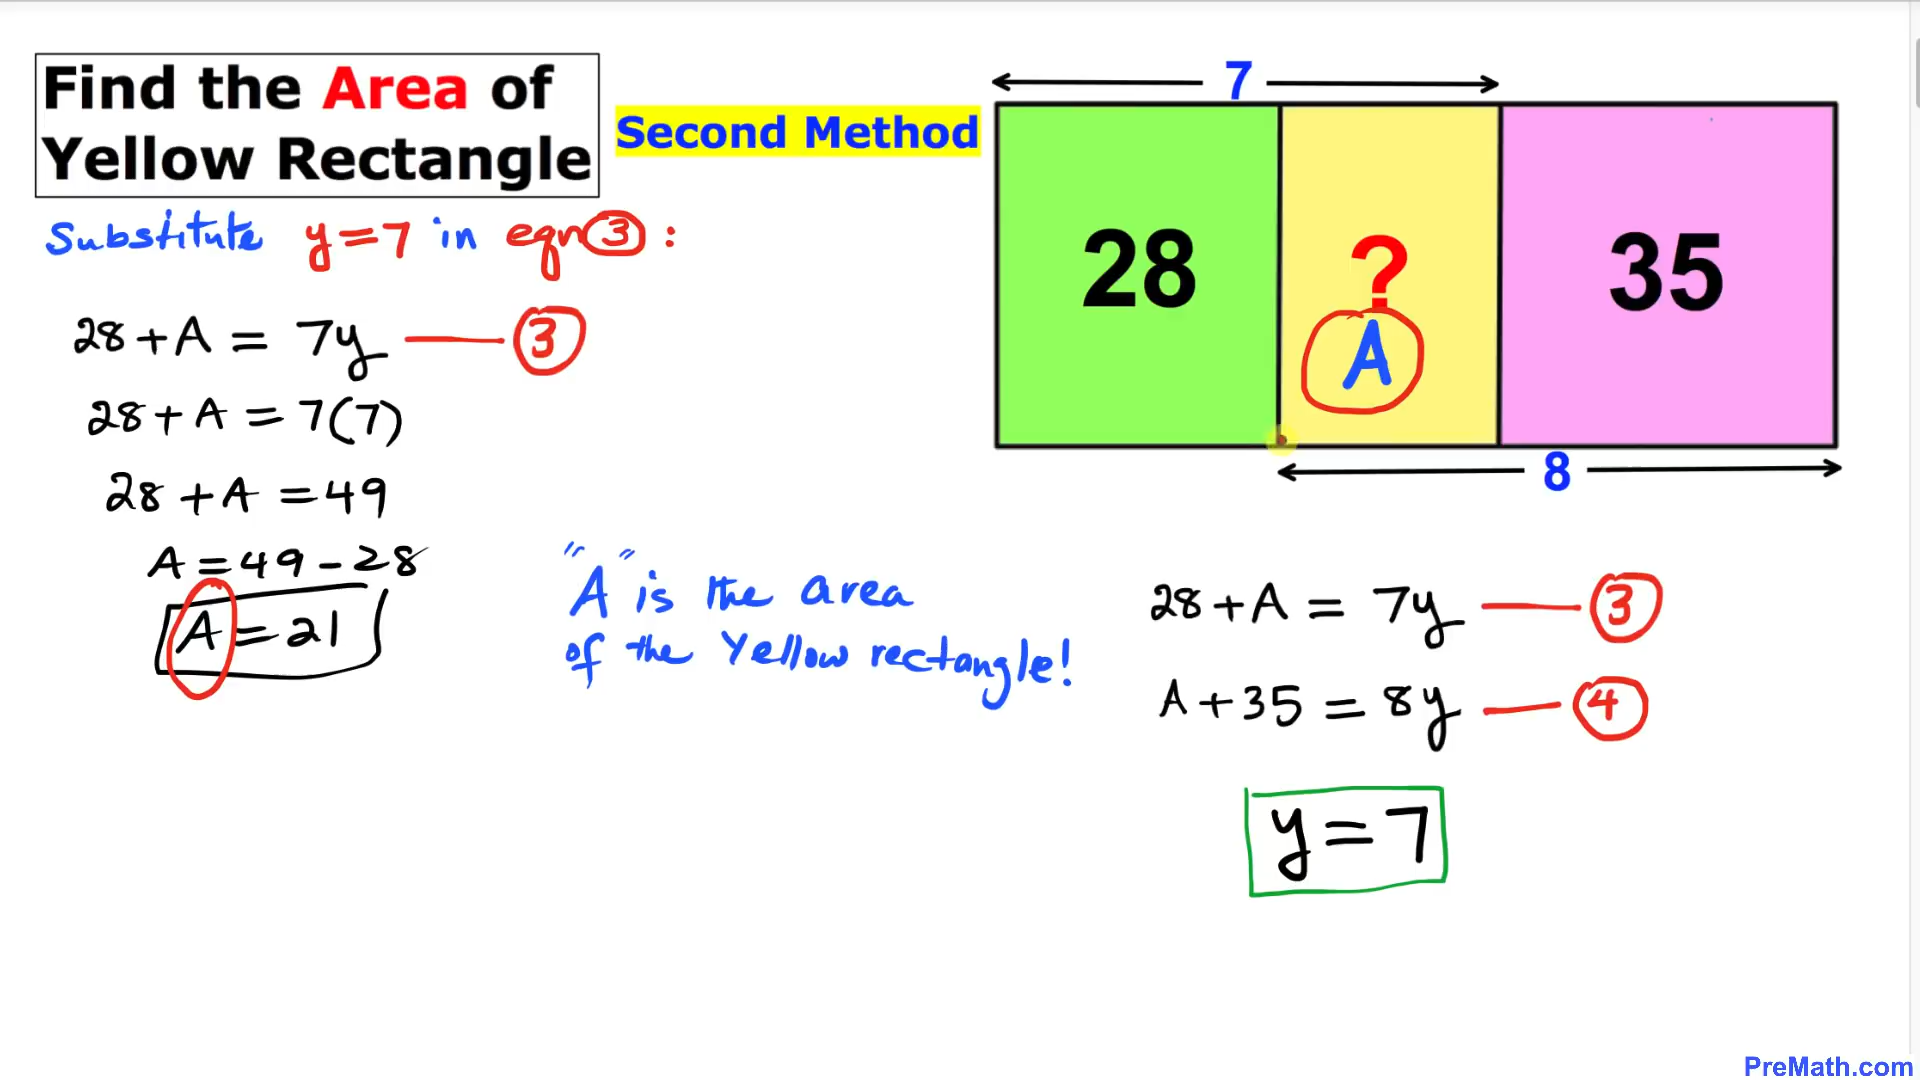 Find the Area of
Yellow Rectangle
Second Method
7
28
?
A
35
8
Substitute y=7 in eqn 3 :
28 + A = 7y — 3
28 + A = 7(7)
28 + A = 49
A = 49 - 28
A = 21
"A" is the area
of the Yellow rectangle!
28 + A = 7y — 3
A + 35 = 8y — 4
y = 7
PreMath.com